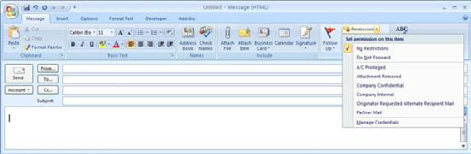 Untitled - Message (HTML)
Message Insert Options Format Text Developer Add-Ins
Permission ABC
Paste Cut Copy Format Painter
Calibri (Bo 11
B I U
Address Book Check Names
Attach File Attach Item Business Card Calendar Signature
Follow Up
Clipboard Basic Text Names Include
Set permission on this item
No Restrictions
Do Not Forward
A/C Privileged
Attachment Removed
Company Confidential
Company Internal
Originator Requested Alternate Recipient Mail
Partner Mail
Manage Credentials
From...
Send To...
Account Cc...
Subject: